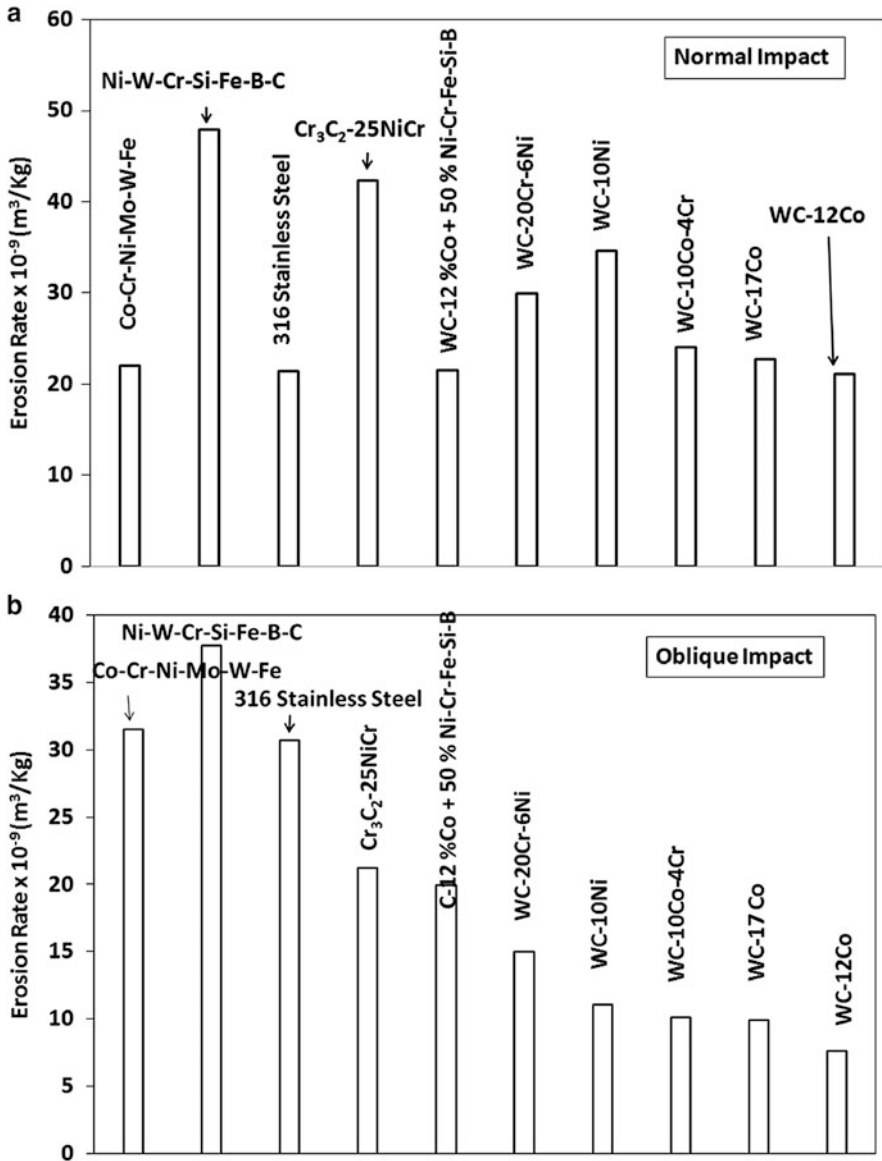 a
60
50
40
30
20
10
0
Erosion Rate x 10⁻⁹ (m³/Kg)
Normal Impact
Co-Cr-Ni-Mo-W-Fe
Ni-W-Cr-Si-Fe-B-C
316 Stainless Steel
Cr₃C₂-25NiCr
WC-12 %Co + 50 % Ni-Cr-Fe-Si-B
WC-20Cr-6Ni
WC-10Ni
WC-10Co-4Cr
WC-17Co
WC-12Co
b
40
35
30
25
20
15
10
5
0
Erosion Rate x 10⁻⁹ (m³/Kg)
Oblique Impact
Co-Cr-Ni-Mo-W-Fe
Ni-W-Cr-Si-Fe-B-C
316 Stainless Steel
Cr₃C₂-25NiCr
C-12 %Co + 50 % Ni-Cr-Fe-Si-B
WC-20Cr-6Ni
WC-10Ni
WC-10Co-4Cr
WC-17Co
WC-12Co